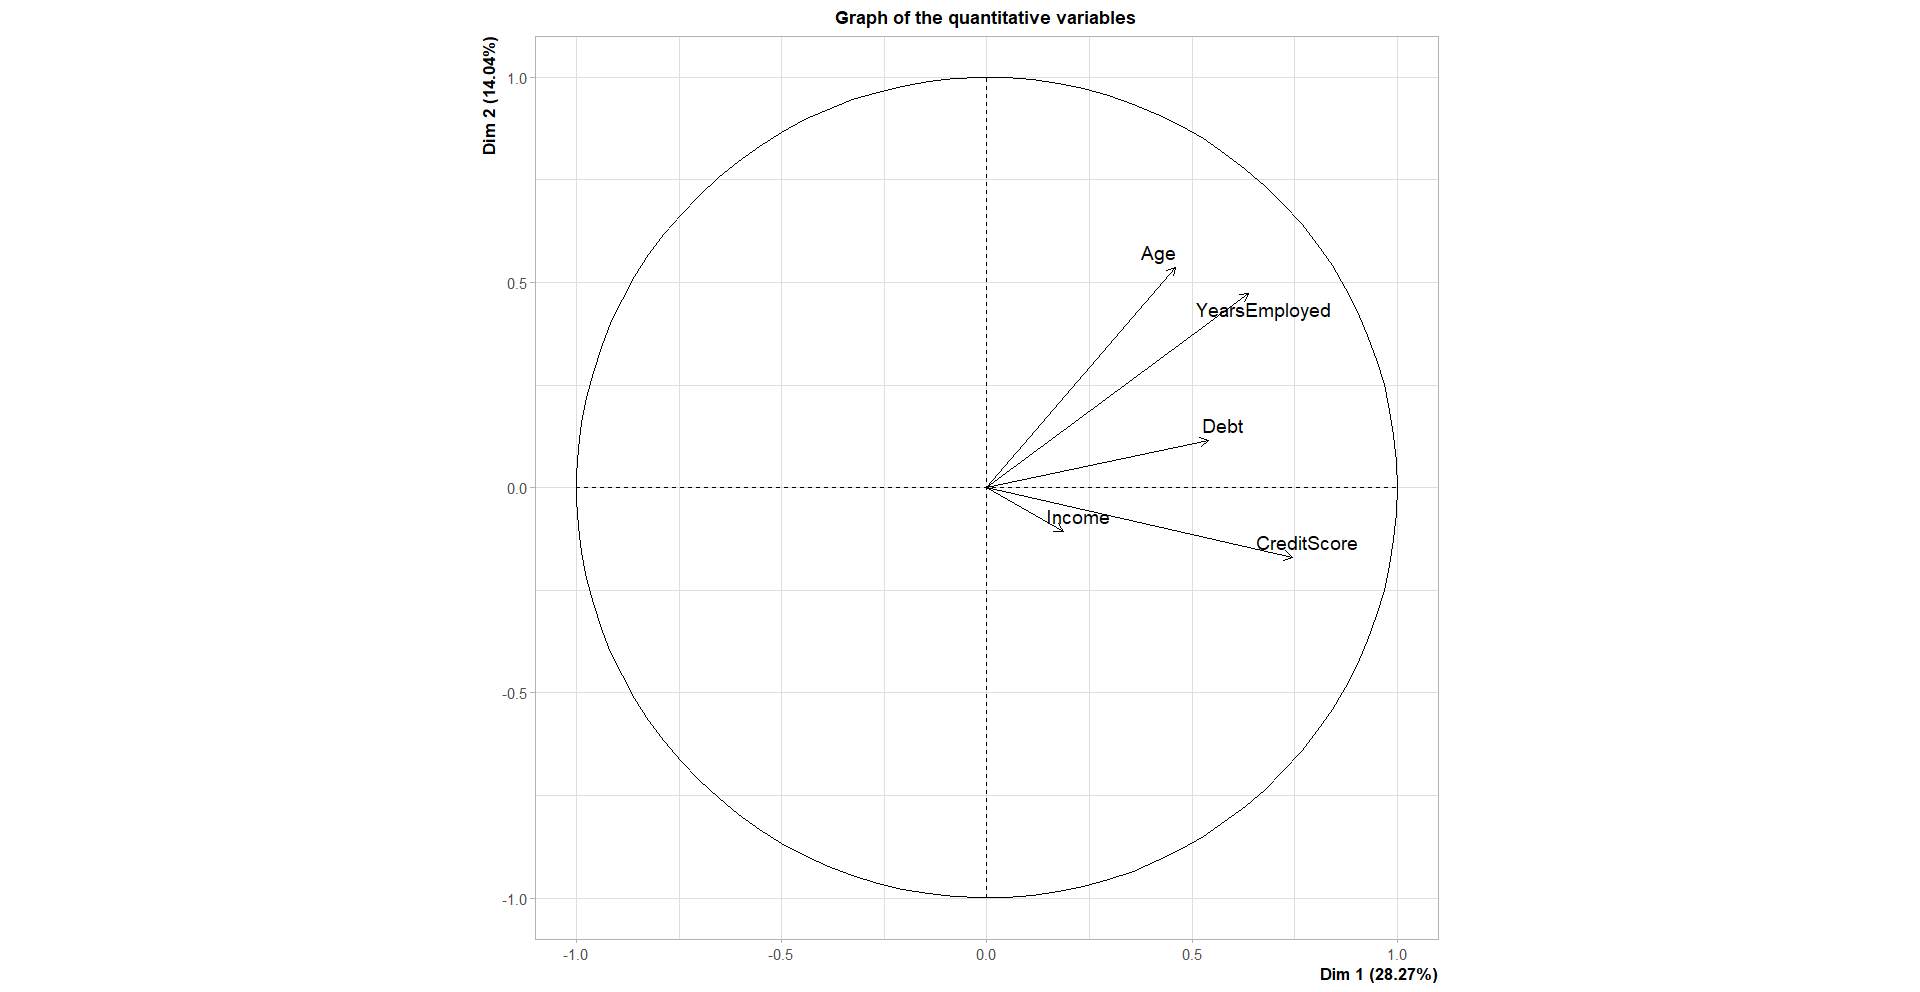 Graph of the quantitative variables
Dim 2 (14.04%)
1.0
0.5
0.0
-0.5
-1.0
Age
YearsEmployed
Debt
Income
CreditScore
-1.0
-0.5
0.0
0.5
1.0
Dim 1 (28.27%)